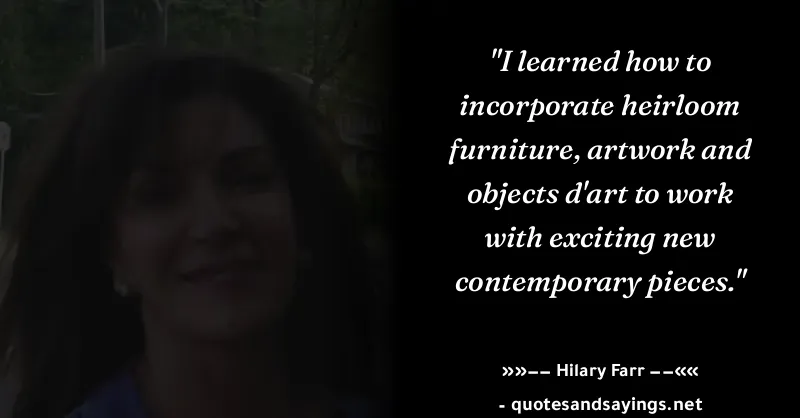 "I learned how to
incorporate heirloom
furniture, artwork and
objects d'art to work
with exciting new
contemporary pieces."
»»−− Hilary Farr −−««
- quotesandsayings.net